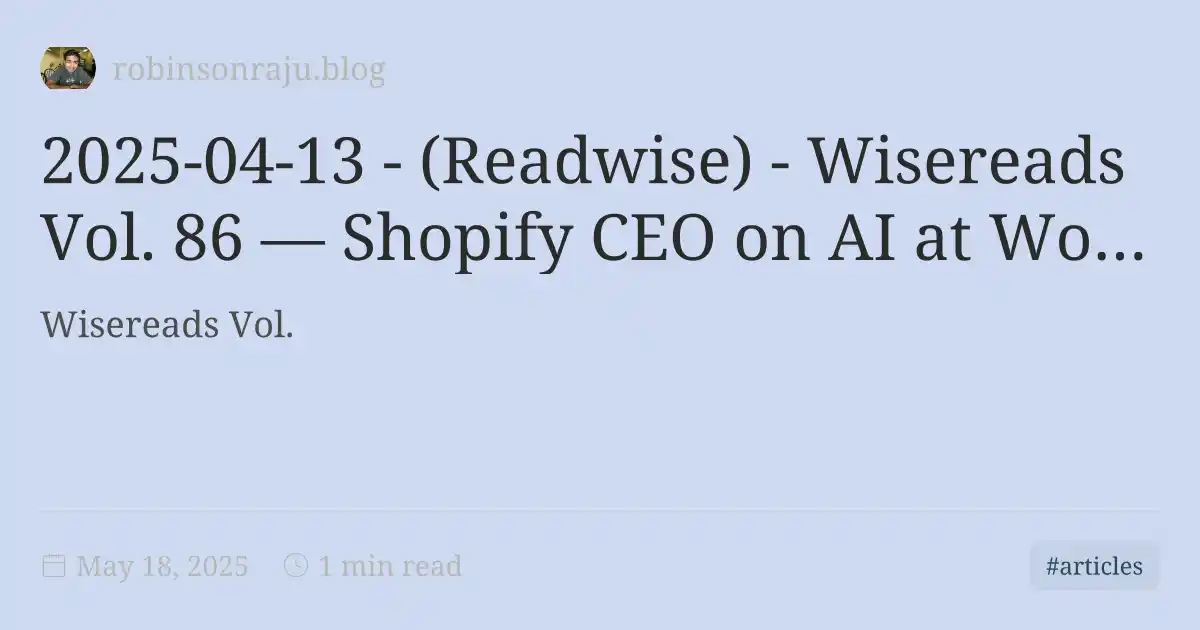 robinsonraju.blog
2025-04-13 - (Readwise) - Wisereads
Vol. 86 — Shopify CEO on AI at Wo...
Wisereads Vol.
May 18, 2025
1 min read
#articles